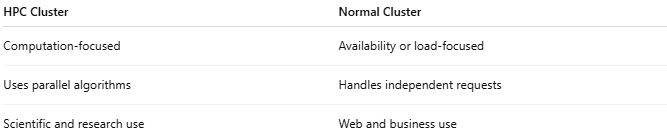 HPC Cluster Normal Cluster
Computation-focused Availability or load-focused
Uses parallel algorithms Handles independent requests
Scientific and research use Web and business use